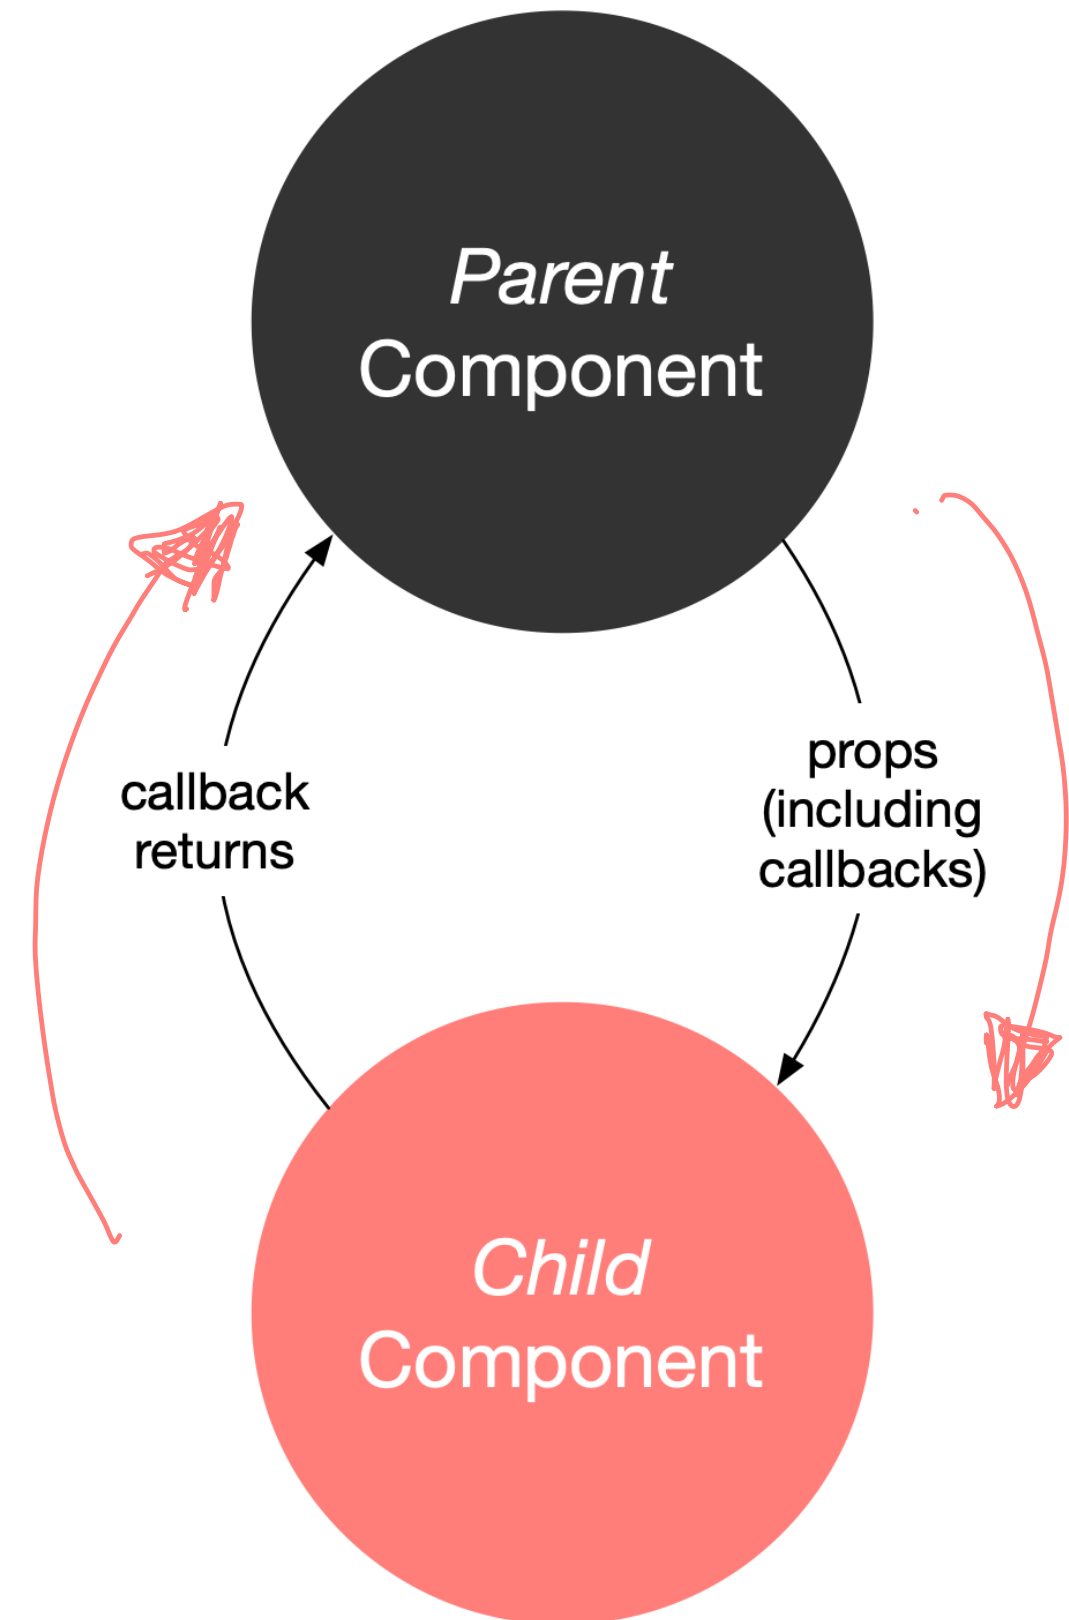 Parent
Component
callback
returns
props
(including
callbacks)
Child
Component